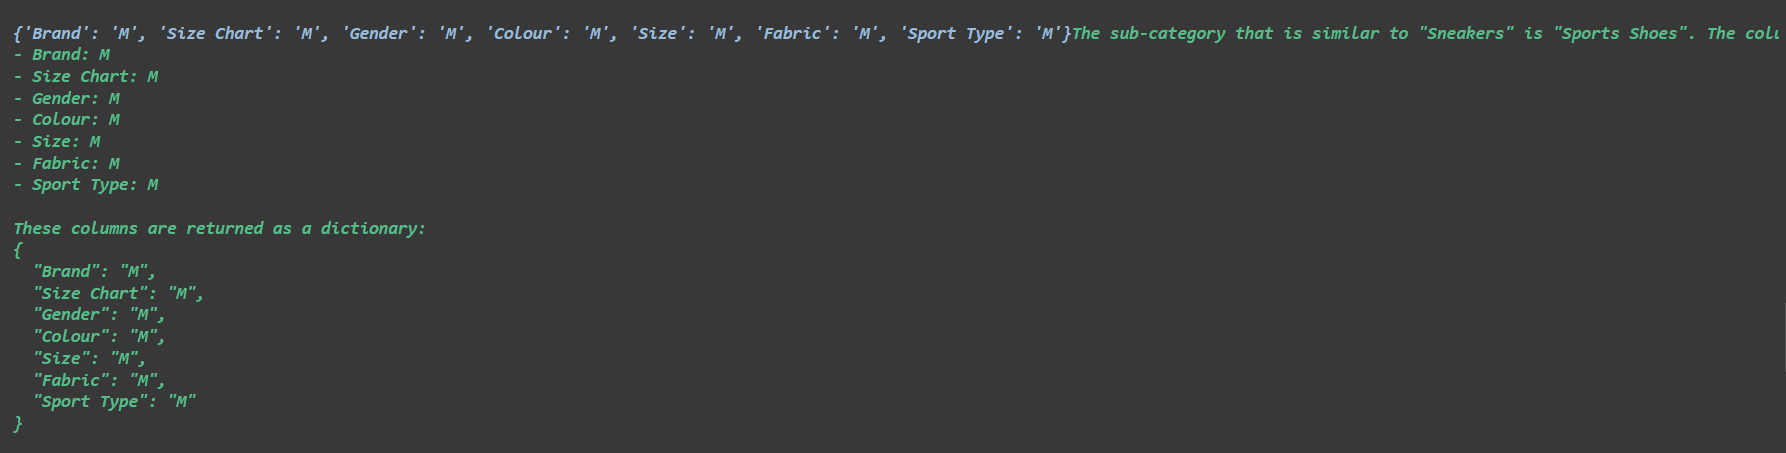 {'Brand': 'M', 'Size Chart': 'M', 'Gender': 'M', 'Colour': 'M', 'Size': 'M', 'Fabric': 'M', 'Sport Type': 'M'}The sub-category that is similar to "Sneakers" is "Sports Shoes". The
- Brand: M
- Size Chart: M
- Gender: M
- Colour: M
- Size: M
- Fabric: M
- Sport Type: M
These columns are returned as a dictionary:
{
"Brand": "M",
"Size Chart": "M",
"Gender": "M",
"Colour": "M",
"Size": "M",
"Fabric": "M",
"Sport Type": "M"
}